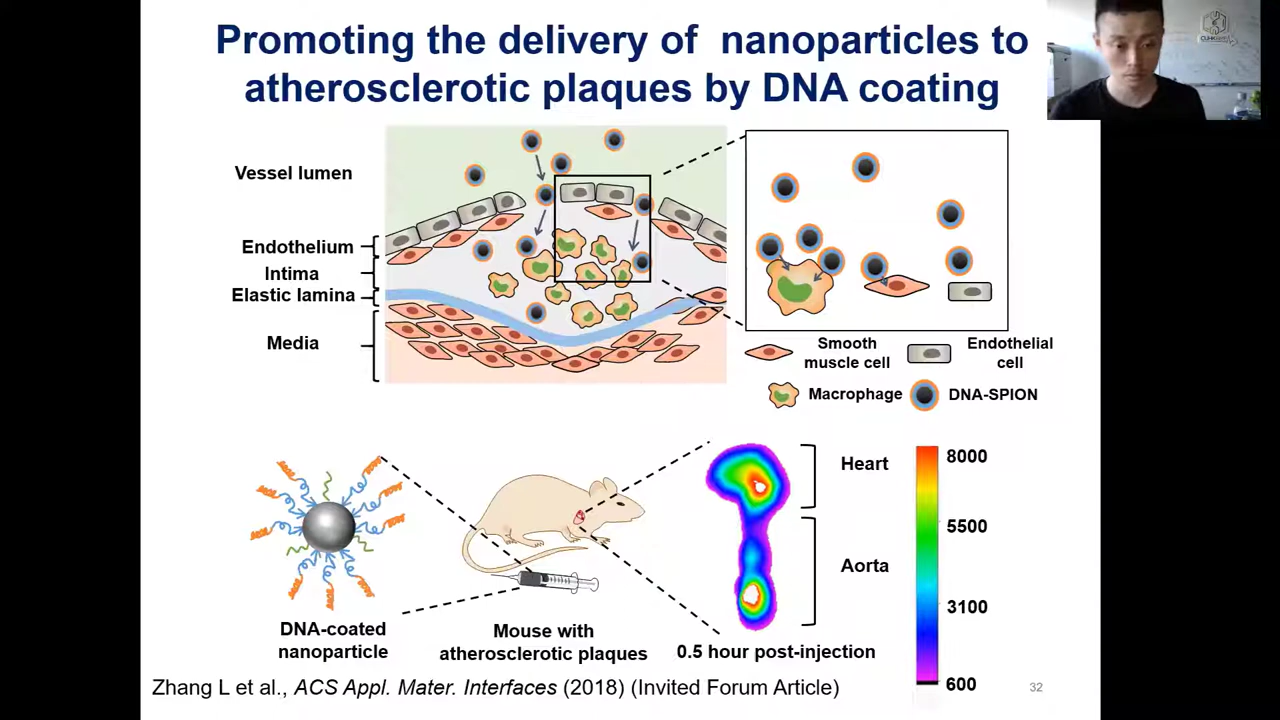 Promoting the delivery of nanoparticles to
atherosclerotic plaques by DNA coating
Vessel lumen
Endothelium
Intima
Elastic lamina
Media
Smooth
muscle cell
Endothelial
cell
Macrophage
DNA-SPION
Heart
Aorta
8000
5500
3100
600
DNA-coated
nanoparticle
Mouse with
atherosclerotic plaques
0.5 hour post-injection
Zhang L et al., ACS Appl. Mater. Interfaces (2018) (Invited Forum Article)
32